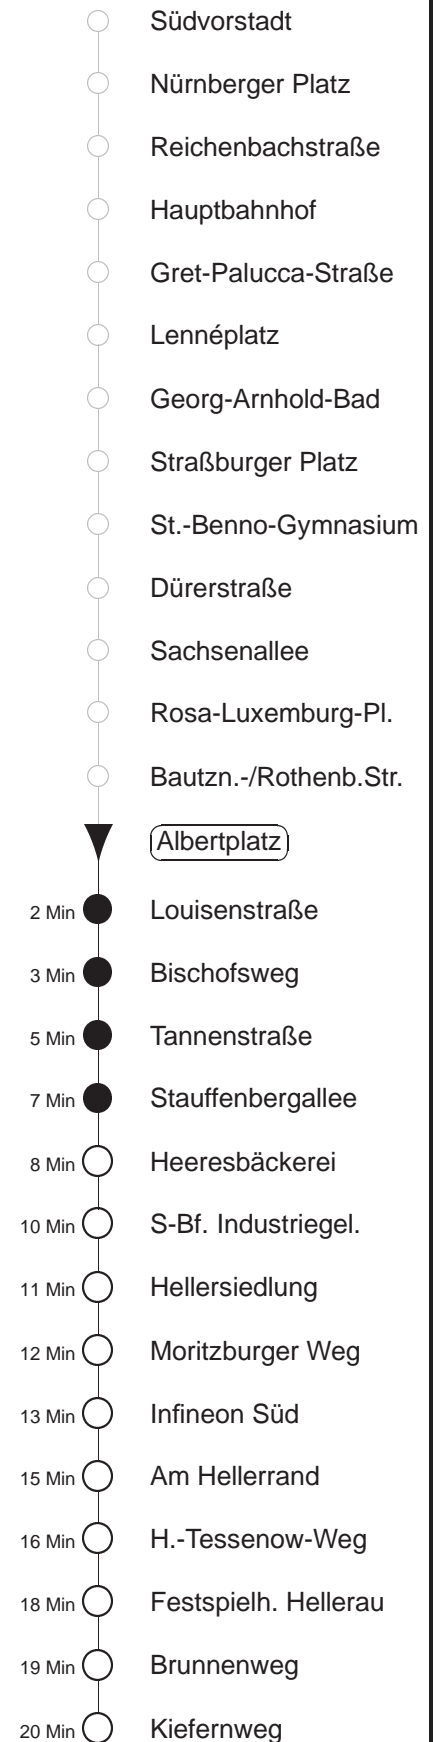 Südvorstadt
Nürnberger Platz
Reichenbachstraße
Hauptbahnhof
Gret-Palucca-Straße
Lennéplatz
Georg-Arnhold-Bad
Straßburger Platz
St.-Benno-Gymnasium
Dürerstraße
Sachsenallee
Rosa-Luxemburg-Pl.
Bautzn.-/Rothenb.Str.
Albertplatz
2 Min Louisenstraße
3 Min Bischofsweg
5 Min Tannenstraße
7 Min Stauffenbergallee
8 Min Heeresbäckerei
10 Min S-Bf. Industriegel.
11 Min Hellersiedlung
12 Min Moritzburger Weg
13 Min Infineon Süd
15 Min Am Hellerrand
16 Min H.-Tessenow-Weg
18 Min Festspielh. Hellerau
19 Min Brunnenweg
20 Min Kiefernweg